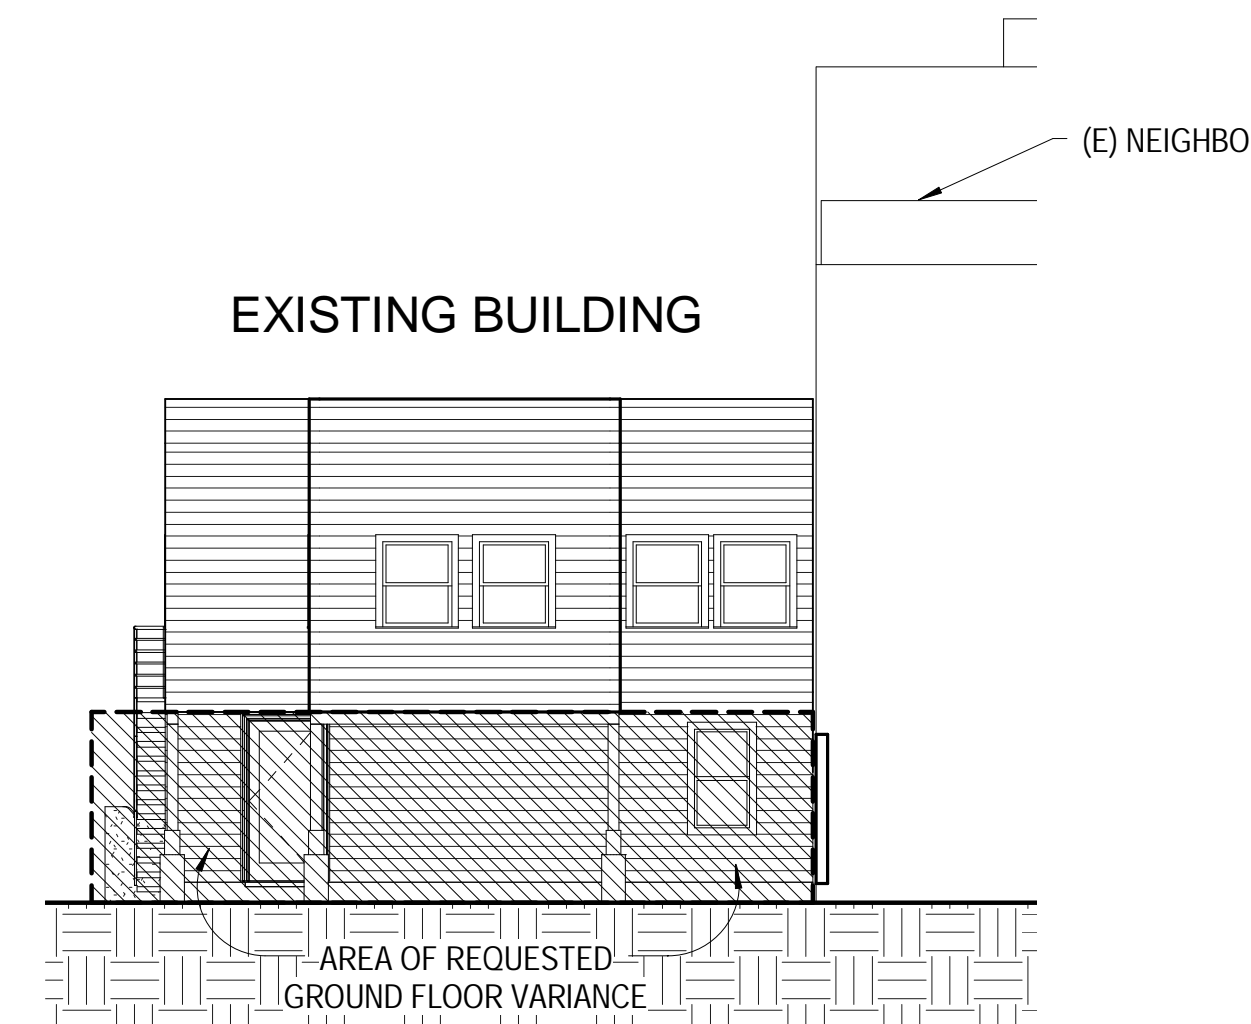 (E) NEIGHBO
EXISTING BUILDING
AREA OF REQUESTED
GROUND FLOOR VARIANCE